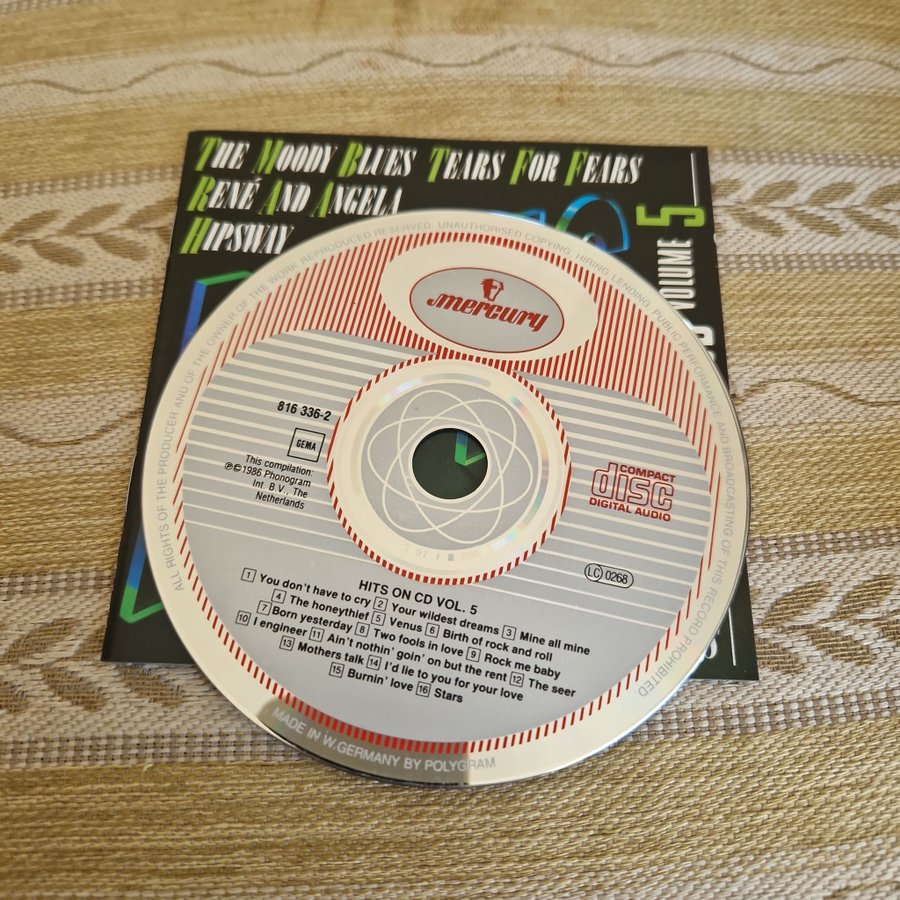 THE MOODY BLUES TEARS FOR FEARS
RENÉ AND ANGELA
HIPSWAY
VOLUME 5
ALL RIGHTS OF THE PRODUCER AND OF THE OWNER OF THE WORK REPRODUCED RESERVED. UNAUTHORISED COPYING, HIRING, LENDING, PUBLIC PERFORMANCE AND BROADCASTING OF THIS RECORD PROHIBITED
mercury
816 336-2
GEMA
This compilation:
℗©1986 Phonogram
Int. B.V., The
Netherlands
COMPACT
disc
DIGITAL AUDIO
LC 0268
HITS ON CD VOL. 5
1 You don't have to cry 2 Your wildest dreams 3 Mine all mine
4 The honeythief 5 Venus 6 Birth of rock and roll
7 Born yesterday 8 Two fools in love 9 Rock me baby
10 I engineer 11 Ain't nothin' goin' on but the rent 12 The seer
13 Mothers talk 14 I'd lie to you for your love
15 Burnin' love 16 Stars
MADE IN W. GERMANY BY POLYGRAM